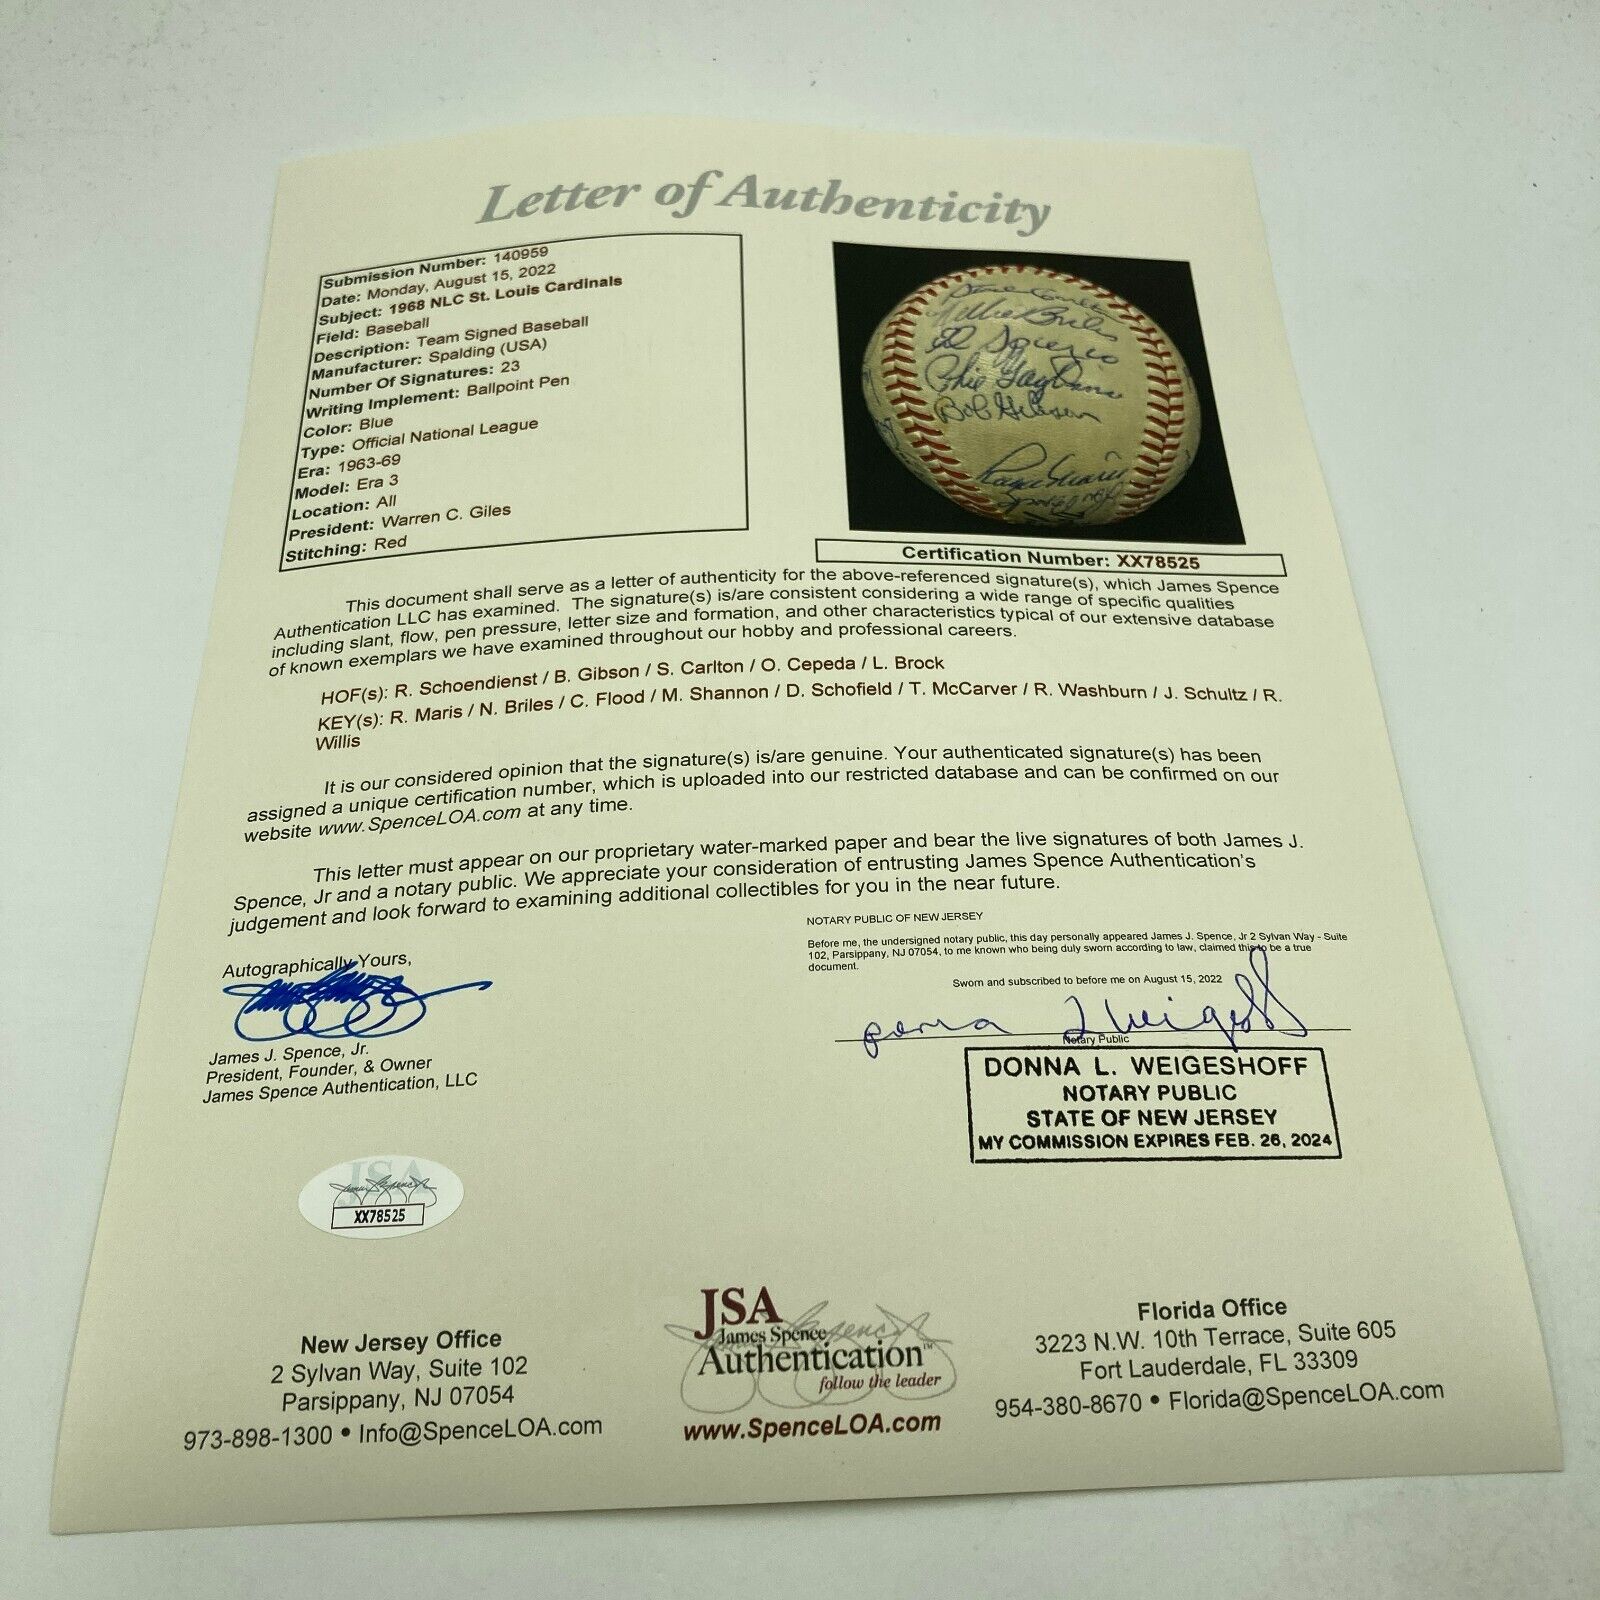 Letter of Authenticity
Submission Number: 140959
Date: Monday, August 15, 2022
Subject: 1968 NLC St. Louis Cardinals
Field: Baseball
Description: Team Signed Baseball
Manufacturer: Spalding (USA)
Number Of Signatures: 23
Writing Implement: Ballpoint Pen
Color: Blue
Type: Official National League
Era: 1963-69
Model: Era 3
Location: All
President: Warren C. Giles
Stitching: Red
Steve Carlton
Nellie Briles
Ed Spiezio
Phil Gagliano
Bob Gibson
Roger Maris
Certification Number: XX78525
This document shall serve as a letter of authenticity for the above-referenced signature(s), which James Spence
Authentication LLC has examined. The signature(s) is/are consistent considering a wide range of specific qualities
including slant, flow, pen pressure, letter size and formation, and other characteristics typical of our extensive database
of known exemplars we have examined throughout our hobby and professional careers.
HOF(s): R. Schoendienst / B. Gibson / S. Carlton / O. Cepeda / L. Brock
KEY(s): R. Maris / N. Briles / C. Flood / M. Shannon / D. Schofield / T. McCarver / R. Washburn / J. Schultz / R.
Willis
It is our considered opinion that the signature(s) is/are genuine. Your authenticated signature(s) has been
assigned a unique certification number, which is uploaded into our restricted database and can be confirmed on our
website www.SpenceLOA.com at any time.
This letter must appear on our proprietary water-marked paper and bear the live signatures of both James J.
Spence, Jr and a notary public. We appreciate your consideration of entrusting James Spence Authentication's
judgement and look forward to examining additional collectibles for you in the near future.
NOTARY PUBLIC OF NEW JERSEY
Before me, the undersigned notary public, this day personally appeared James J. Spence, Jr 2 Sylvan Way - Suite
102, Parsippany, NJ 07054, to me known who being duly sworn according to law, claimed this to be a true
document.
Sworn and subscribed to before me on August 15, 2022
Donna L Weigeshoff
Notary Public
DONNA L. WEIGESHOFF
NOTARY PUBLIC
STATE OF NEW JERSEY
MY COMMISSION EXPIRES FEB. 26, 2024
Autographically Yours,
James J. Spence, Jr.
President, Founder, & Owner
James Spence Authentication, LLC
JSA
XX78525
New Jersey Office
2 Sylvan Way, Suite 102
Parsippany, NJ 07054
973-898-1300 • Info@SpenceLOA.com
JSA
James Spence
Authentication™
follow the leader
www.SpenceLOA.com
Florida Office
3223 N.W. 10th Terrace, Suite 605
Fort Lauderdale, FL 33309
954-380-8670 • Florida@SpenceLOA.com